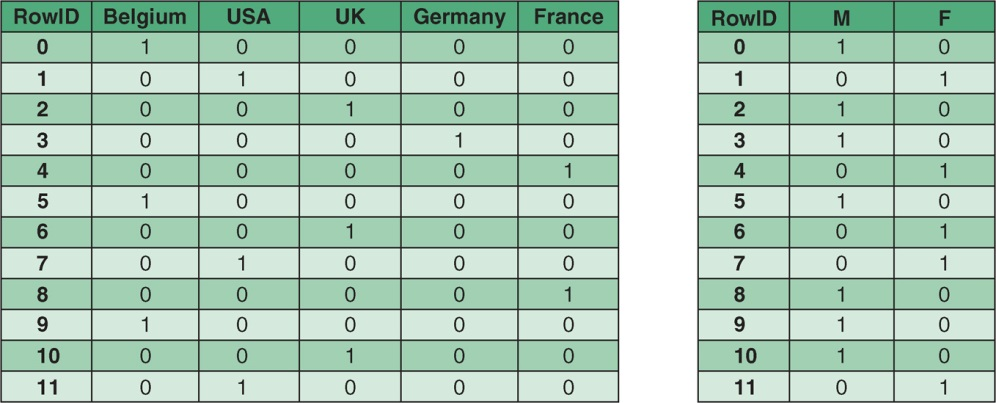 RowID Belgium USA UK Germany France
0 1 0 0 0 0
1 0 1 0 0 0
2 0 0 1 0 0
3 0 0 0 1 0
4 0 0 0 0 1
5 1 0 0 0 0
6 0 0 1 0 0
7 0 1 0 0 0
8 0 0 0 0 1
9 1 0 0 0 0
10 0 0 1 0 0
11 0 1 0 0 0
RowID M F
0 1 0
1 0 1
2 1 0
3 1 0
4 0 1
5 1 0
6 0 1
7 0 1
8 1 0
9 1 0
10 1 0
11 0 1